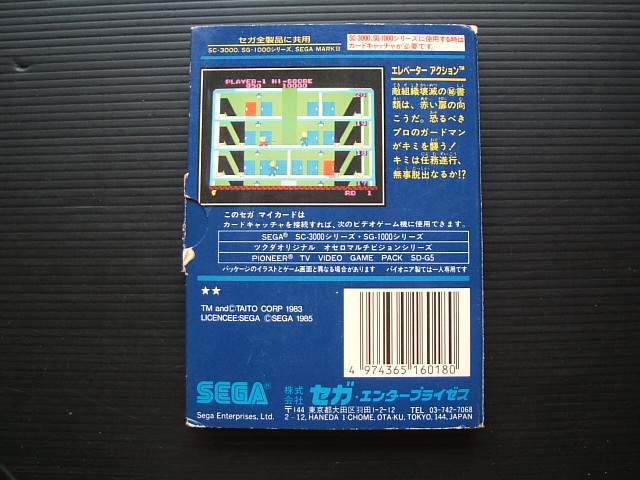 セガ全製品に共用
SC-3000、SG-1000シリーズ、SEGA MARKⅢ
SC-3000、SG-1000シリーズに使用する時は
カードキャッチャが必要です。
PLAYER-1 HI-SCORE
850 10000
20
19
18
17
RD 1
エレベーター アクション™
敵組織壊滅の㊙書
類は、赤い扉の向
こうだ。恐るべき
プロのガードマン
がキミを襲う!
キミは任務遂行、
無事脱出なるか!?
このセガ マイカードは
カードキャッチャを接続すれば、次のビデオゲーム機に使用できます。
SEGA® SC-3000シリーズ・SG-1000シリーズ
ツクダオリジナル オセロマルチビジョンシリーズ
PIONEER® TV VIDEO GAME PACK SD-G5
パッケージのイラストとゲーム画面と異なる場合があります パイオニア製では一人専用です
★★
TM and ©TAITO CORP 1983
LICENCEE:SEGA ©SEGA 1985
4 974365 160180
SEGA
Sega Enterprises, Ltd.
株式会社 セガ・エンタープライゼス
〒144 東京都大田区羽田1-2-12 TEL 03-742-7068
2-12, HANEDA 1-CHOME, OTA-KU, TOKYO, 144, JAPAN